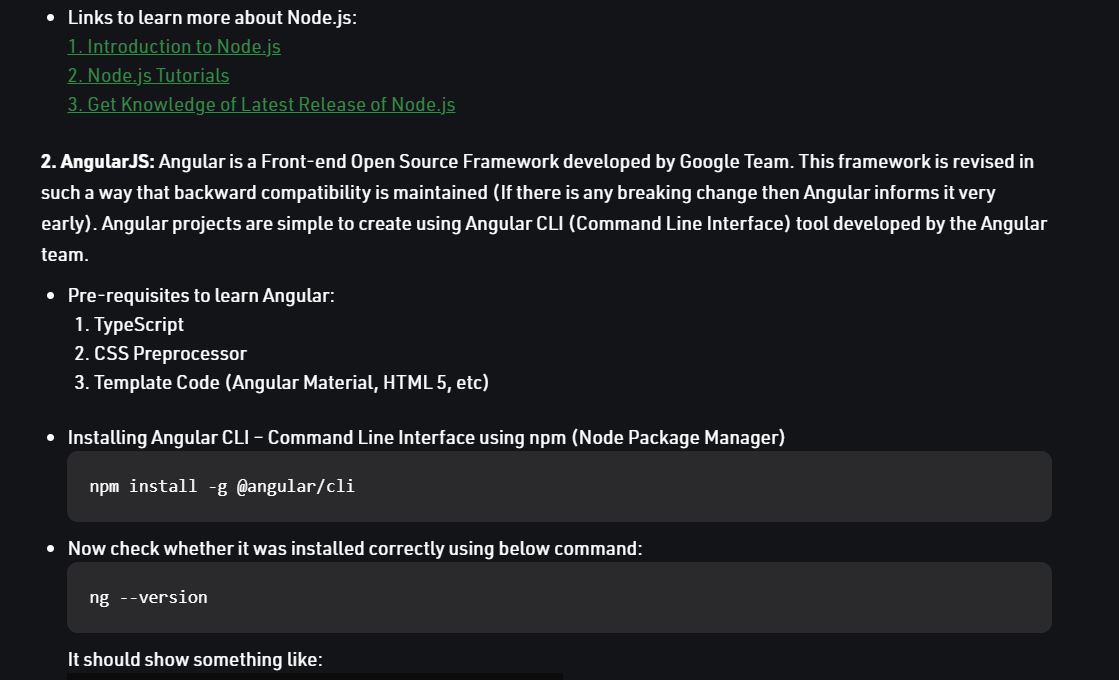 Links to learn more about Node.js:
1. Introduction to Node.js
2. Node.js Tutorials
3. Get Knowledge of Latest Release of Node.js
2. AngularJS: Angular is a Front-end Open Source Framework developed by Google Team. This framework is revised in
such a way that backward compatibility is maintained (If there is any breaking change then Angular informs it very
early). Angular projects are simple to create using Angular CLI (Command Line Interface) tool developed by the Angular
team.
Pre-requisites to learn Angular:
1. TypeScript
2. CSS Preprocessor
3. Template Code (Angular Material, HTML 5, etc)
Installing Angular CLI – Command Line Interface using npm (Node Package Manager)
npm install -g @angular/cli
Now check whether it was installed correctly using below command:
ng --version
It should show something like: